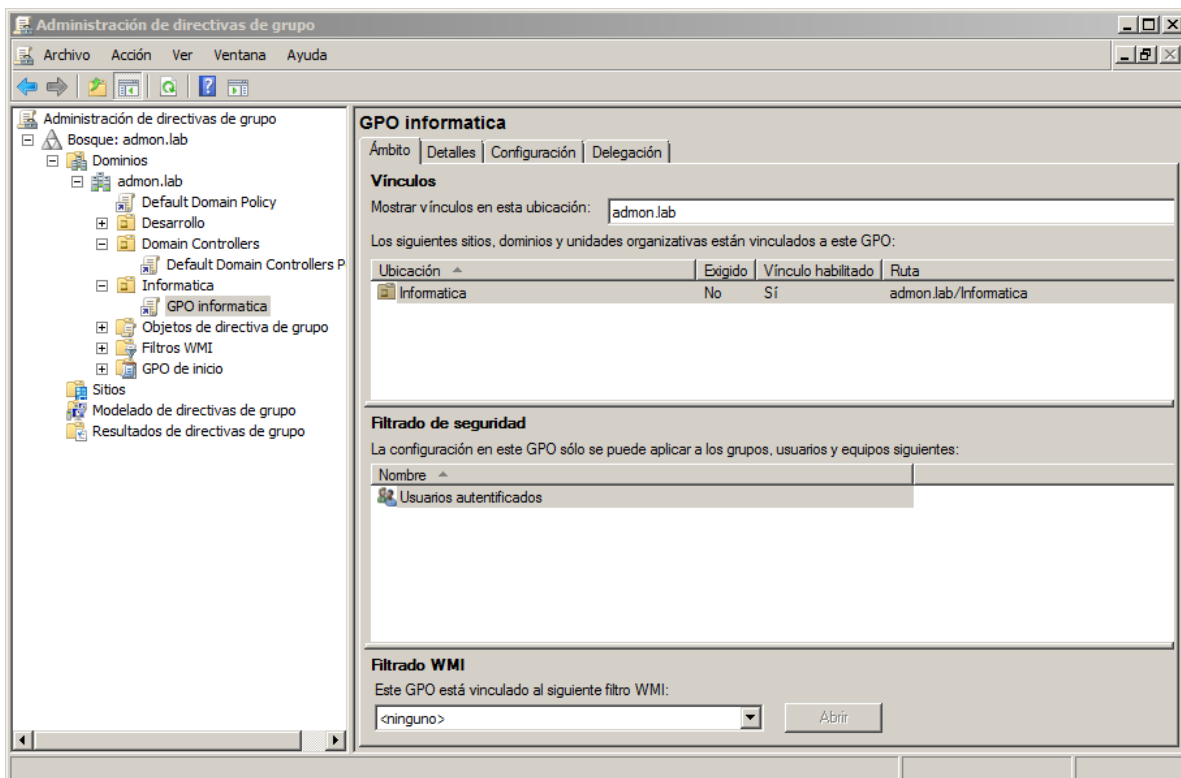 Administración de directivas de grupo
Archivo Acción Ver Ventana Ayuda
Administración de directivas de grupo
Bosque: admon.lab
Dominios
admon.lab
Default Domain Policy
Desarrollo
Domain Controllers
Default Domain Controllers P
Informatica
GPO informatica
Objetos de directiva de grupo
Filtros WMI
GPO de inicio
Sitios
Modelado de directivas de grupo
Resultados de directivas de grupo
GPO informatica
Ámbito Detalles Configuración Delegación
Vínculos
Mostrar vínculos en esta ubicación: admon.lab
Los siguientes sitios, dominios y unidades organizativas están vinculados a este GPO:
Ubicación Exigido Vínculo habilitado Ruta
Informatica No Sí admon.lab/Informatica
Filtrado de seguridad
La configuración en este GPO sólo se puede aplicar a los grupos, usuarios y equipos siguientes:
Nombre
Usuarios autentificados
Filtrado WMI
Este GPO está vinculado al siguiente filtro WMI:
<ninguno> Abrir